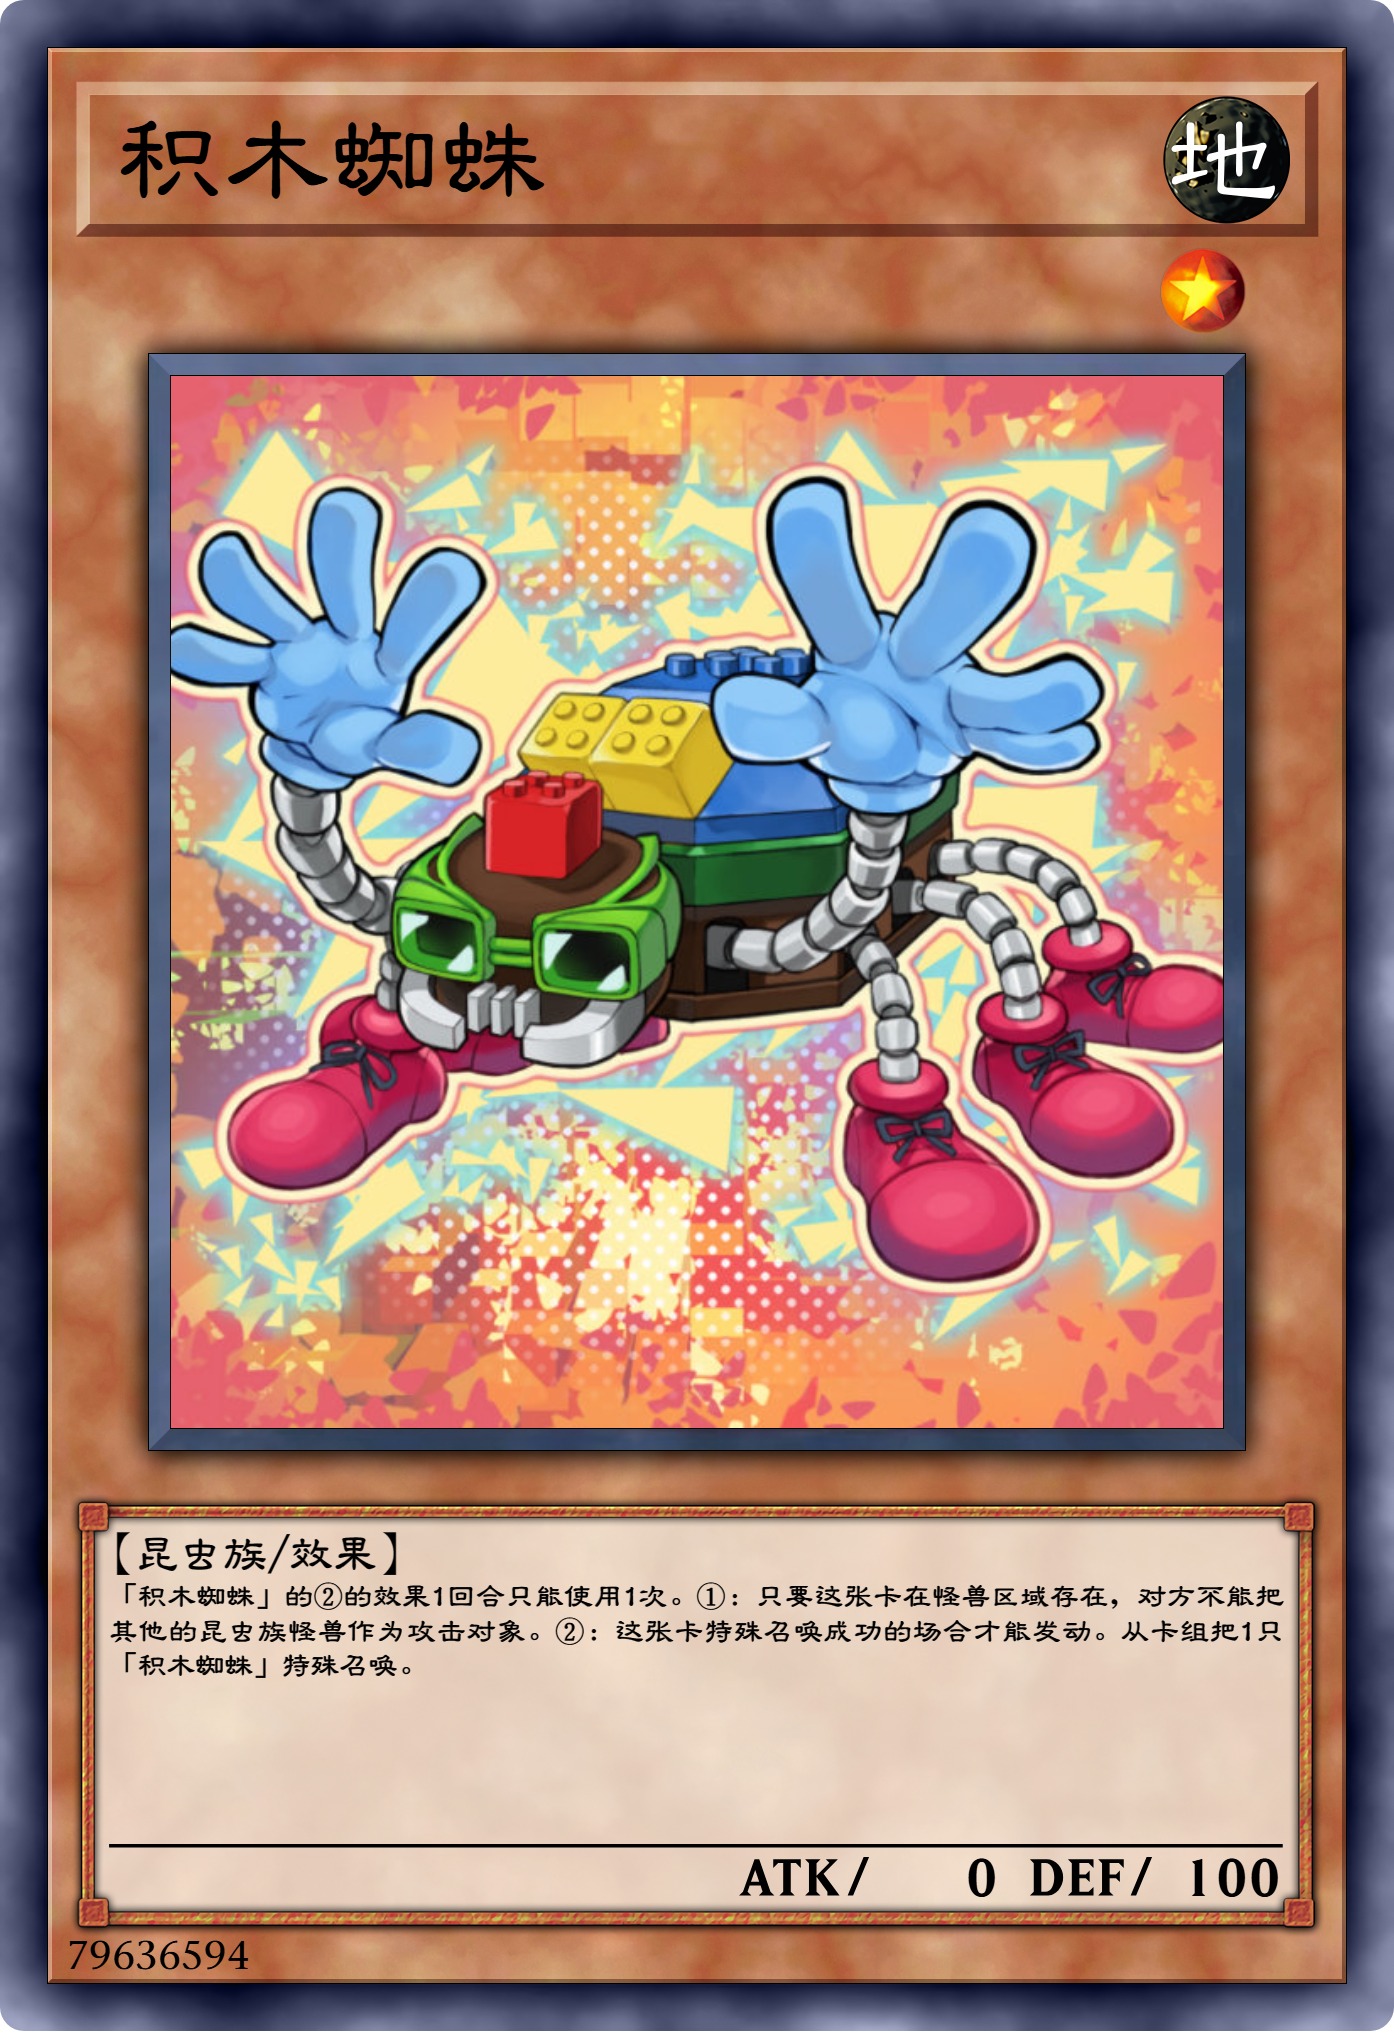 积木蜘蛛
地
【昆虫族/效果】
「积木蜘蛛」的②的效果1回合只能使用1次。①：只要这张卡在怪兽区域存在，对方不能把
其他的昆虫族怪兽作为攻击对象。②：这张卡特殊召唤成功的场合才能发动。从卡组把1只
「积木蜘蛛」特殊召唤。
ATK/ 0 DEF/ 100
79636594